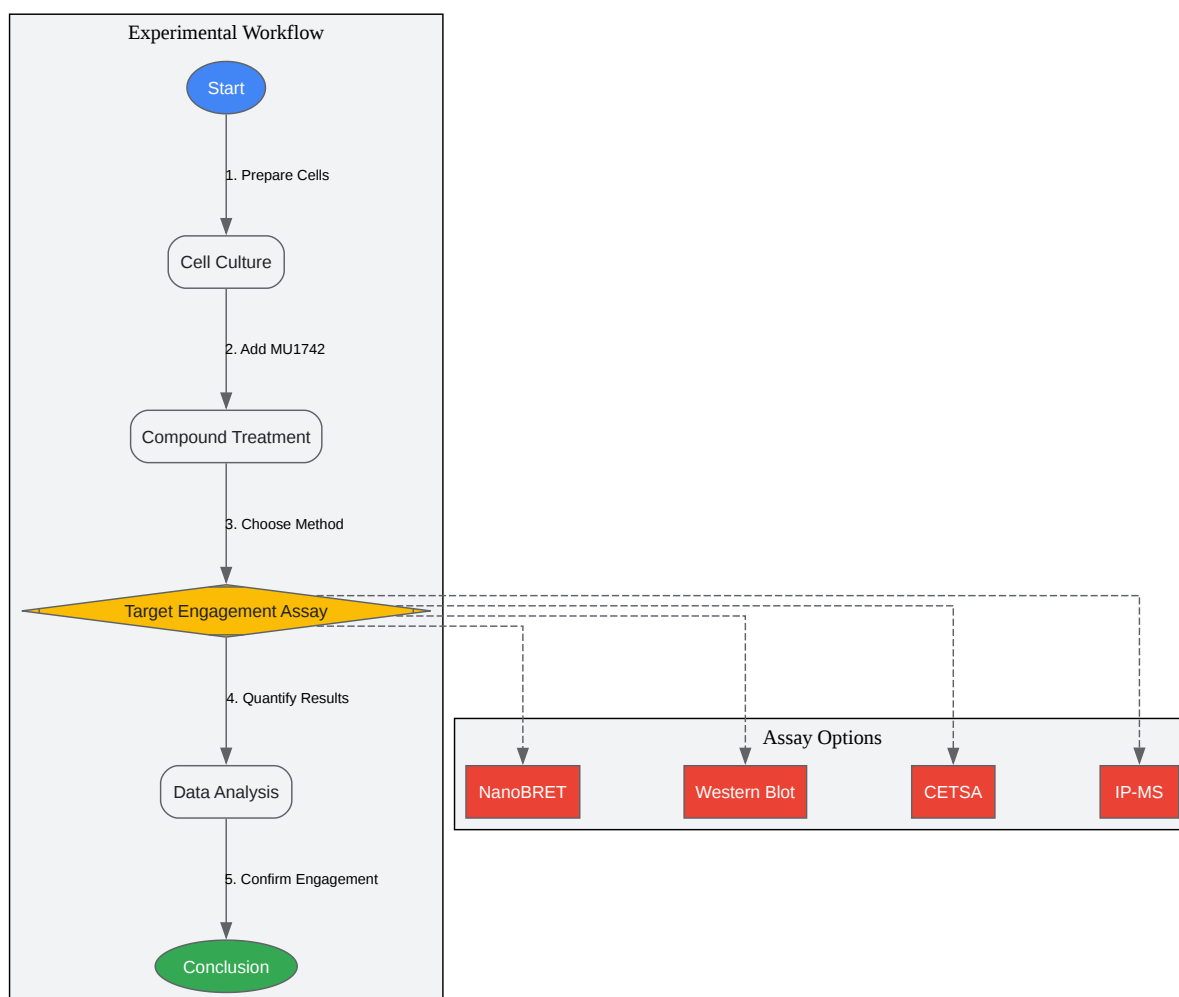 Experimental Workflow
Start
1. Prepare Cells
Cell Culture
2. Add MU1742
Compound Treatment
3. Choose Method
Target Engagement Assay
4. Quantify Results
Assay Options
NanoBRET
Western Blot
CETSA
IP-MS
Data Analysis
5. Confirm Engagement
Conclusion